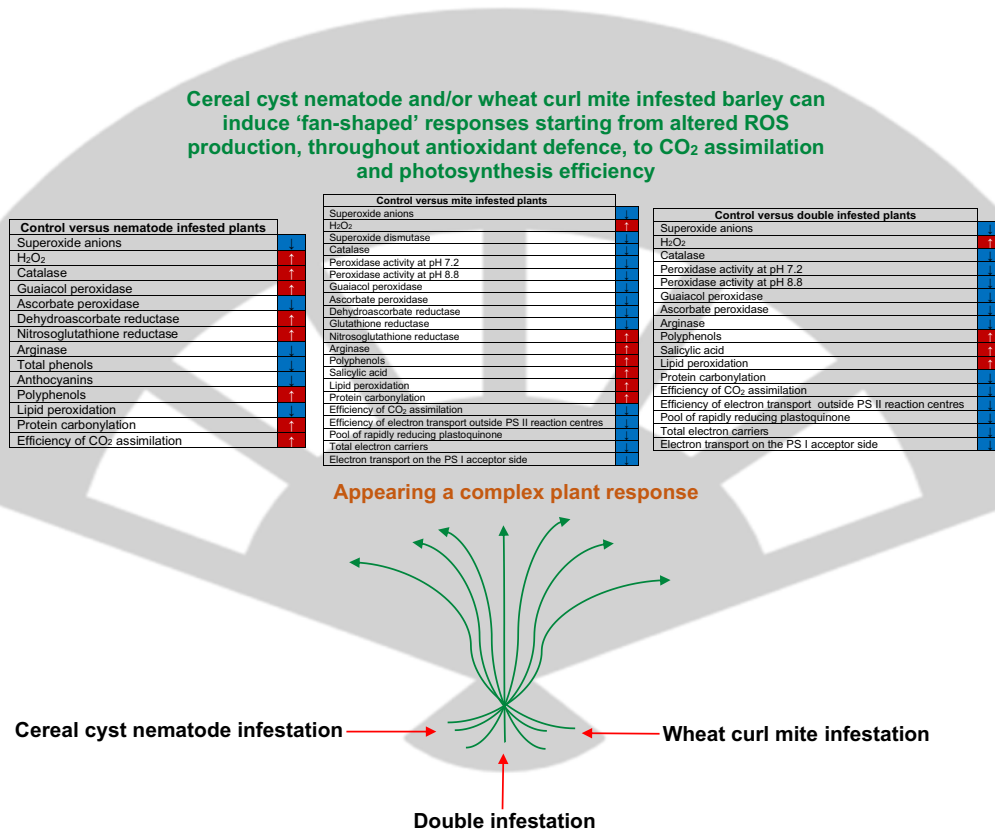 Cereal cyst nematode and/or wheat curl mite infested barley can
induce ‘fan-shaped’ responses starting from altered ROS
production, throughout antioxidant defence, to CO₂ assimilation
and photosynthesis efficiency
Control versus nematode infested plants
Superoxide anions ↓
H₂O₂ ↑
Catalase ↑
Guaiacol peroxidase ↑
Ascorbate peroxidase ↓
Dehydroascorbate reductase ↑
Nitrosoglutathione reductase ↑
Arginase ↓
Total phenols ↓
Anthocyanins ↓
Polyphenols ↑
Lipid peroxidation ↓
Protein carbonylation ↑
Efficiency of CO₂ assimilation ↑
Control versus mite infested plants
Superoxide anions ↓
H₂O₂ ↑
Superoxide dismutase ↓
Catalase ↓
Peroxidase activity at pH 7.2 ↓
Peroxidase activity at pH 8.8 ↓
Guaiacol peroxidase ↓
Ascorbate peroxidase ↓
Dehydroascorbate reductase ↓
Glutathione reductase ↓
Nitrosoglutathione reductase ↑
Arginase ↑
Polyphenols ↑
Salicylic acid ↑
Lipid peroxidation ↑
Protein carbonylation ↑
Efficiency of CO₂ assimilation ↓
Efficiency of electron transport outside PS II reaction centres ↓
Pool of rapidly reducing plastoquinone ↓
Total electron carriers ↓
Electron transport on the PS I acceptor side ↓
Control versus double infested plants
Superoxide anions ↓
H₂O₂ ↑
Catalase ↓
Peroxidase activity at pH 7.2 ↓
Peroxidase activity at pH 8.8 ↓
Guaiacol peroxidase ↓
Ascorbate peroxidase ↓
Arginase ↓
Polyphenols ↑
Salicylic acid ↑
Lipid peroxidation ↑
Protein carbonylation ↓
Efficiency of CO₂ assimilation ↓
Efficiency of electron transport outside PS II reaction centres ↓
Pool of rapidly reducing plastoquinone ↓
Total electron carriers ↓
Electron transport on the PS I acceptor side ↓
Appearing a complex plant response
Cereal cyst nematode infestation
Wheat curl mite infestation
Double infestation